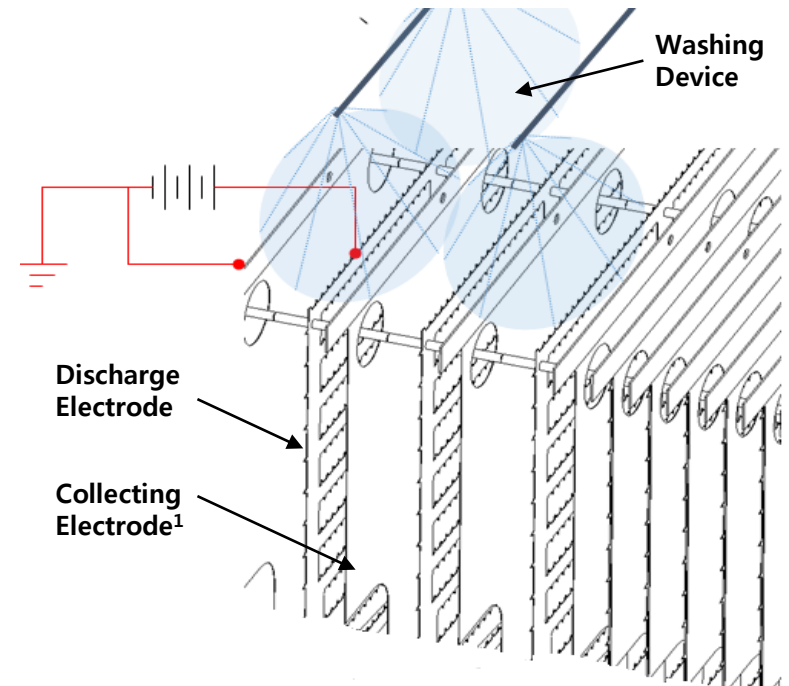 Washing
Device
Discharge
Electrode
Collecting
Electrode¹